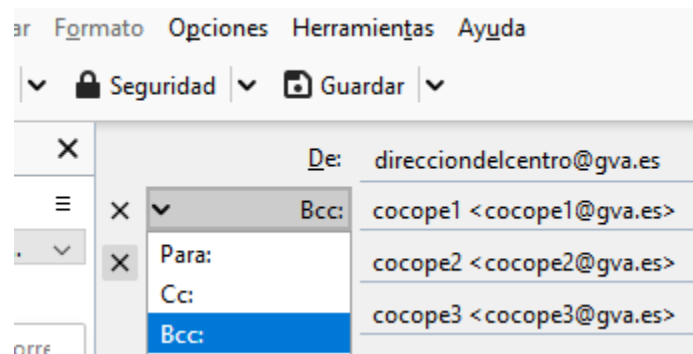 ar Formato Opciones Herramientas Ayuda
Seguridad Guardar
De: direcciondelcentro@gva.es
Bcc: cocope1 <cocope1@gva.es>
Para: cocope2 <cocope2@gva.es>
Cc:
cocope3 <cocope3@gva.es>
Bcc:
orre